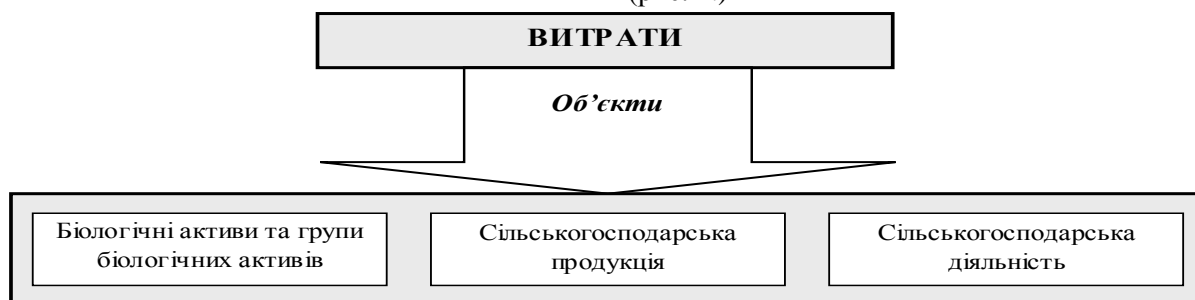 ВИТРАТИ
Об’єкти
Біологічні активи та групи
біологічних активів
Сільськогосподарська
продукція
Сільськогосподарська
діяльність